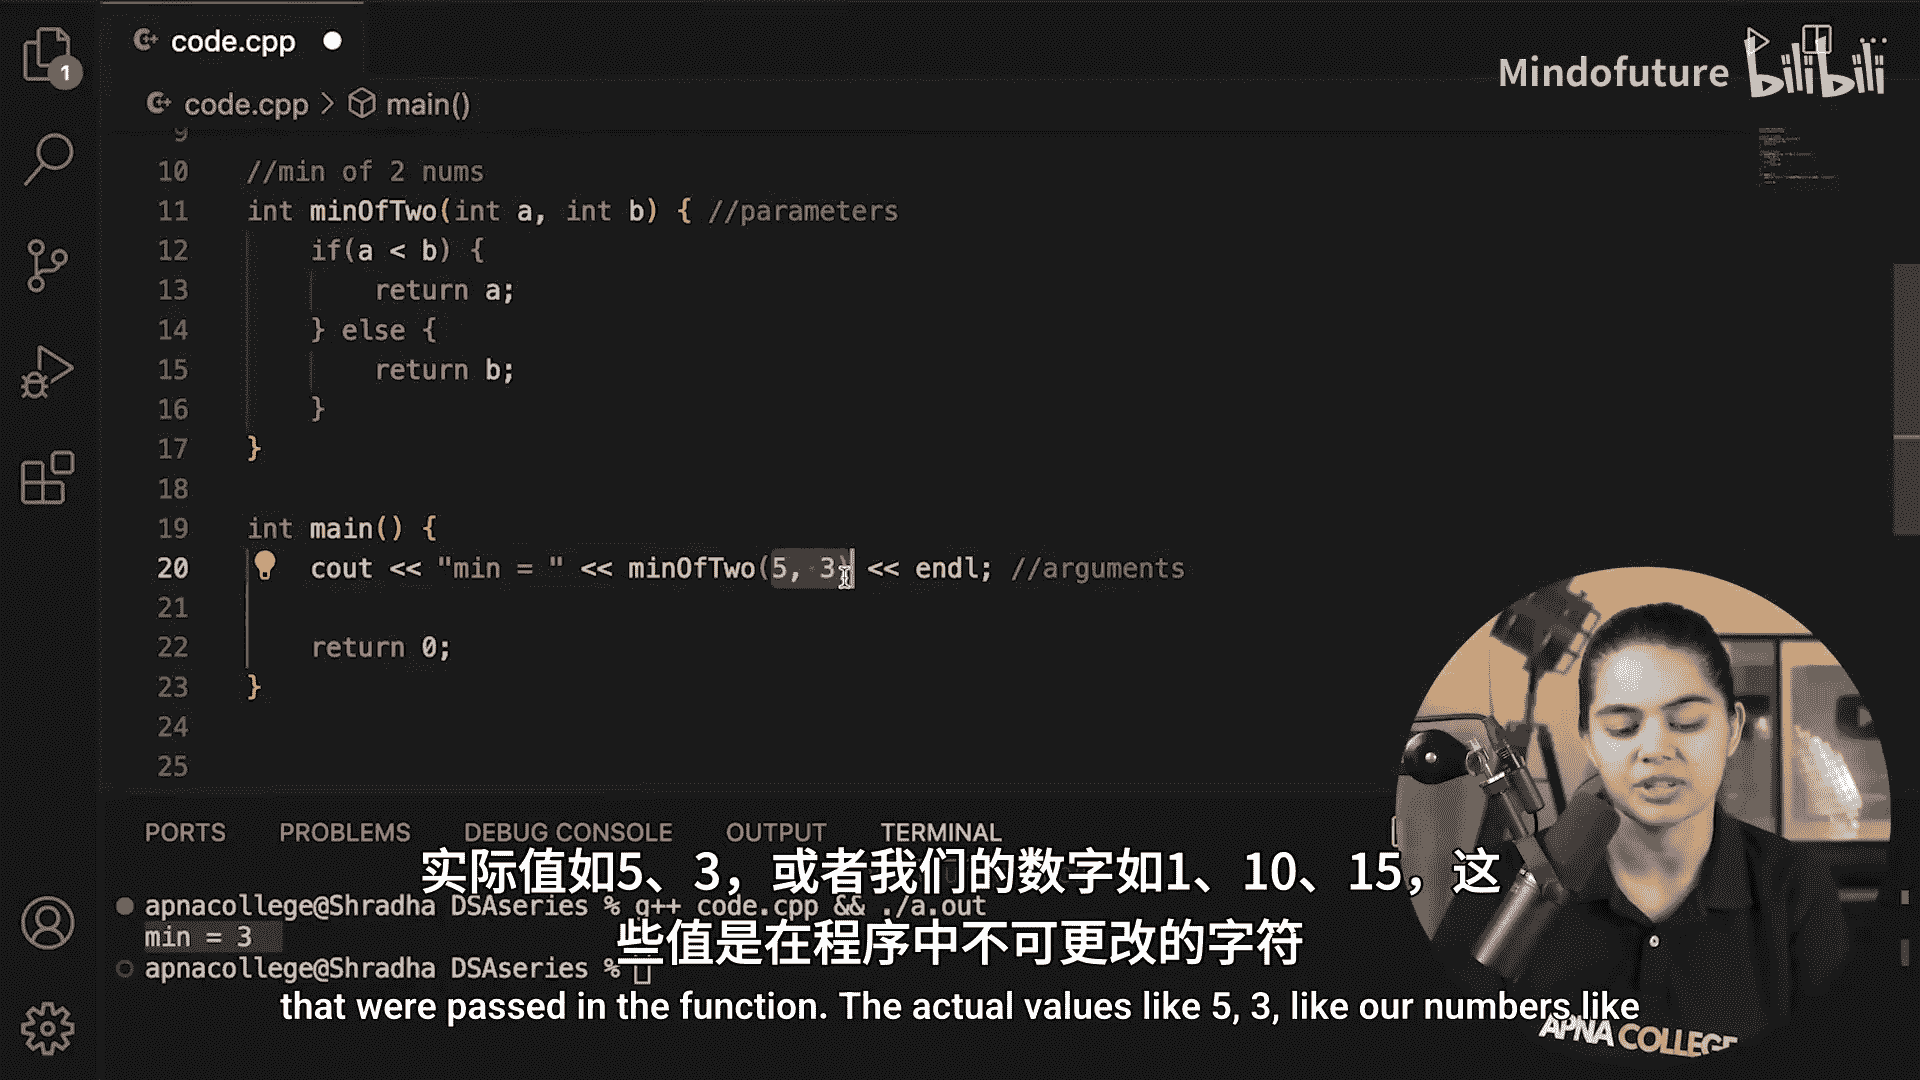 code.cpp
Mindofuture bilibili
1
code.cpp > main()
9
10 //min of 2 nums
11 int minOfTwo(int a, int b) { //parameters
12 if(a < b) {
13 return a;
14 } else {
15 return b;
16 }
17 }
18
19 int main() {
20 cout << "min = " << minOfTwo(5, 3) << endl; //arguments
21
22 return 0;
23 }
24
25
PORTS PROBLEMS DEBUG CONSOLE OUTPUT TERMINAL
实际值如5、3，或者我们的数字如1、10、15，这
apnacollege@Shradha DSAseries % g++ code.cpp && ./a.out
min = 3
些值是在程序中不可更改的字符
apnacollege@Shradha DSAseries %
that were passed in the function. The actual values like 5, 3, like our numbers like
APNA COLLEGE